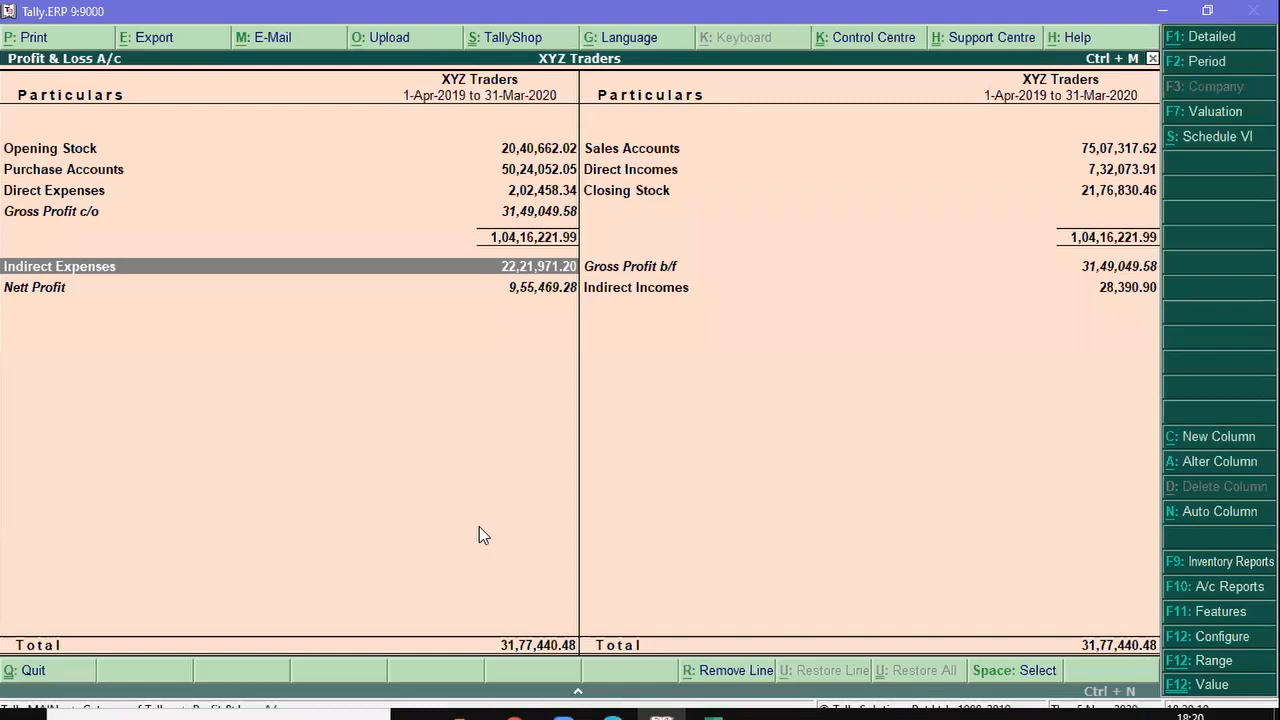 Tally.ERP 9:9000
P: Print E: Export M: E-Mail O: Upload S: TallyShop G: Language K: Keyboard K: Control Centre H: Support Centre H: Help
Profit & Loss A/c XYZ Traders Ctrl + M
Particulars XYZ Traders 1-Apr-2019 to 31-Mar-2020
Opening Stock 20,40,662.02
Purchase Accounts 50,24,052.05
Direct Expenses 2,02,458.34
Gross Profit c/o 31,49,049.58
1,04,16,221.99
Indirect Expenses 22,21,971.20
Nett Profit 9,55,469.28
Total 31,77,440.48
Particulars XYZ Traders 1-Apr-2019 to 31-Mar-2020
Sales Accounts 75,07,317.62
Direct Incomes 7,32,073.91
Closing Stock 21,76,830.46
1,04,16,221.99
Gross Profit b/f 31,49,049.58
Indirect Incomes 28,390.90
Total 31,77,440.48
F1: Detailed
F2: Period
F3: Company
F7: Valuation
S: Schedule VI
C: New Column
A: Alter Column
D: Delete Column
N: Auto Column
F9: Inventory Reports
F10: A/c Reports
F11: Features
F12: Configure
F12: Range
F12: Value
Q: Quit R: Remove Line U: Restore Line U: Restore All Space: Select
Ctrl + N
18:20